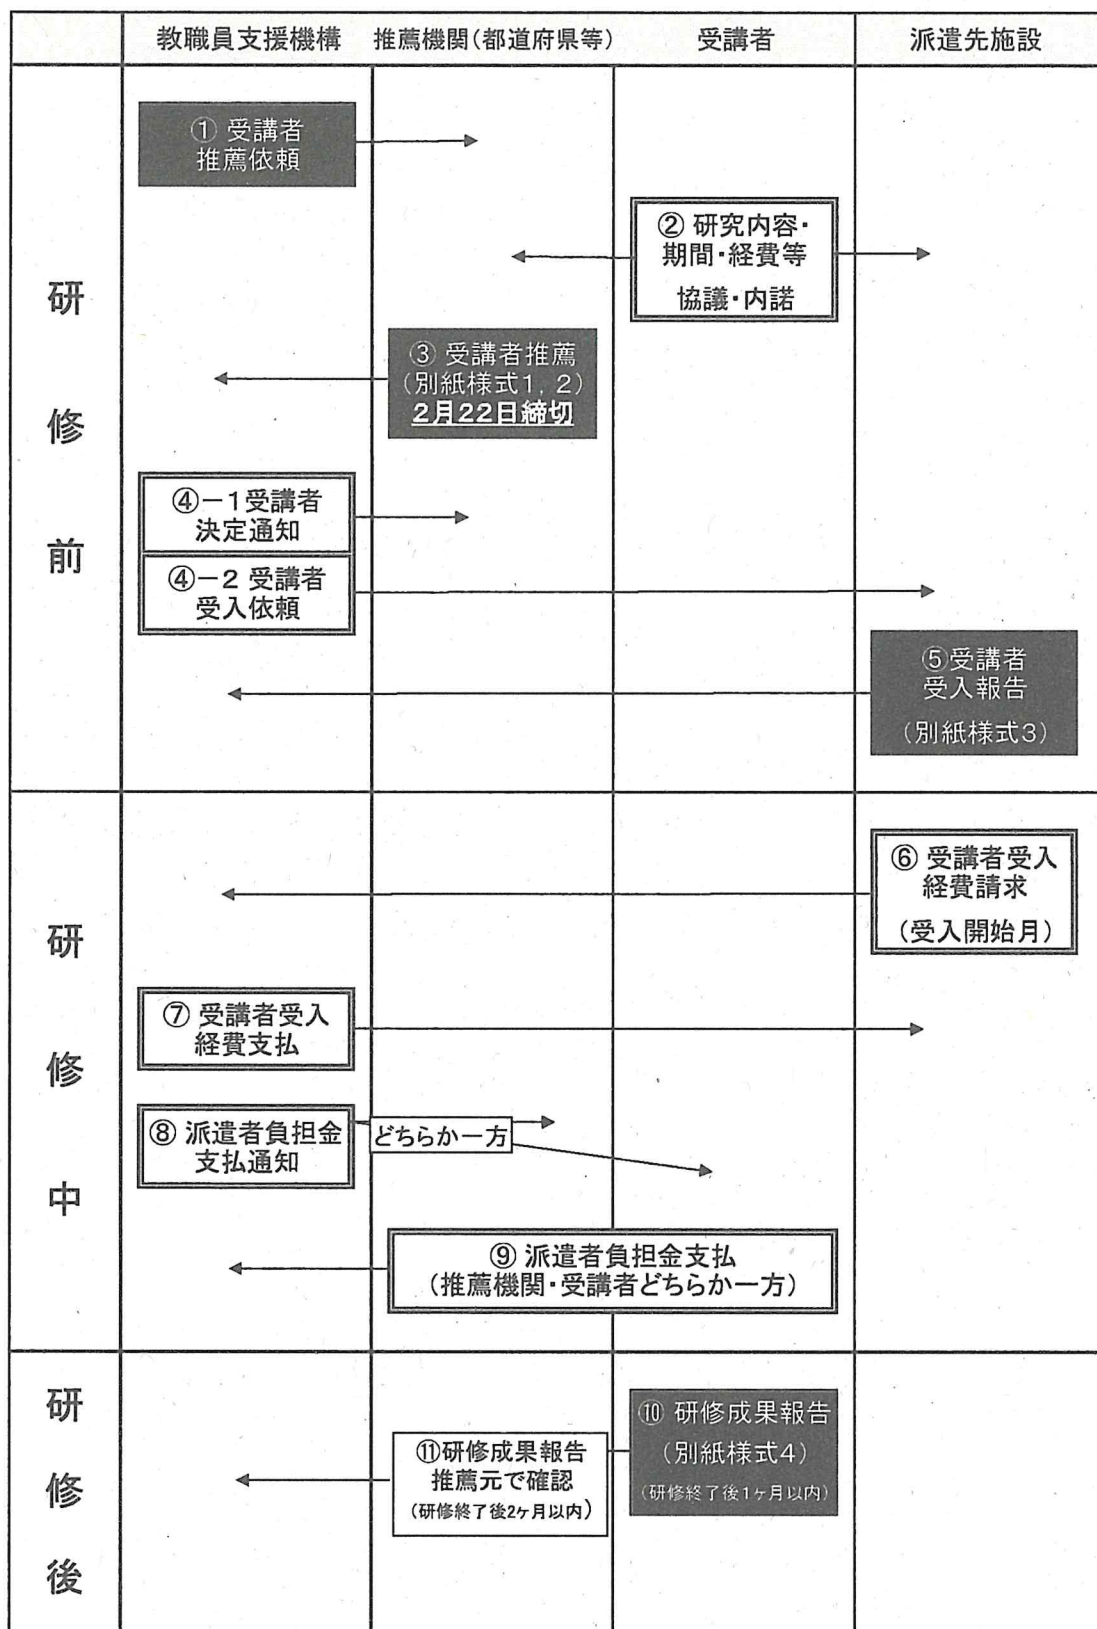 教職員支援機構 推薦機関(都道府県等) 受講者 派遣先施設
研修前
① 受講者
推薦依頼
② 研究内容・
期間・経費等
協議・内諾
③ 受講者推薦
(別紙様式1, 2)
2月22日締切
④－1受講者
決定通知
④－2 受講者
受入依頼
⑤受講者
受入報告
(別紙様式3)
研修中
⑥ 受講者受入
経費請求
(受入開始月)
⑦ 受講者受入
経費支払
⑧ 派遣者負担金
支払通知
どちらか一方
⑨ 派遣者負担金支払
(推薦機関・受講者どちらか一方)
研修後
⑩ 研修成果報告
(別紙様式4)
(研修終了後1ヶ月以内)
⑪研修成果報告
推薦元で確認
(研修終了後2ヶ月以内)